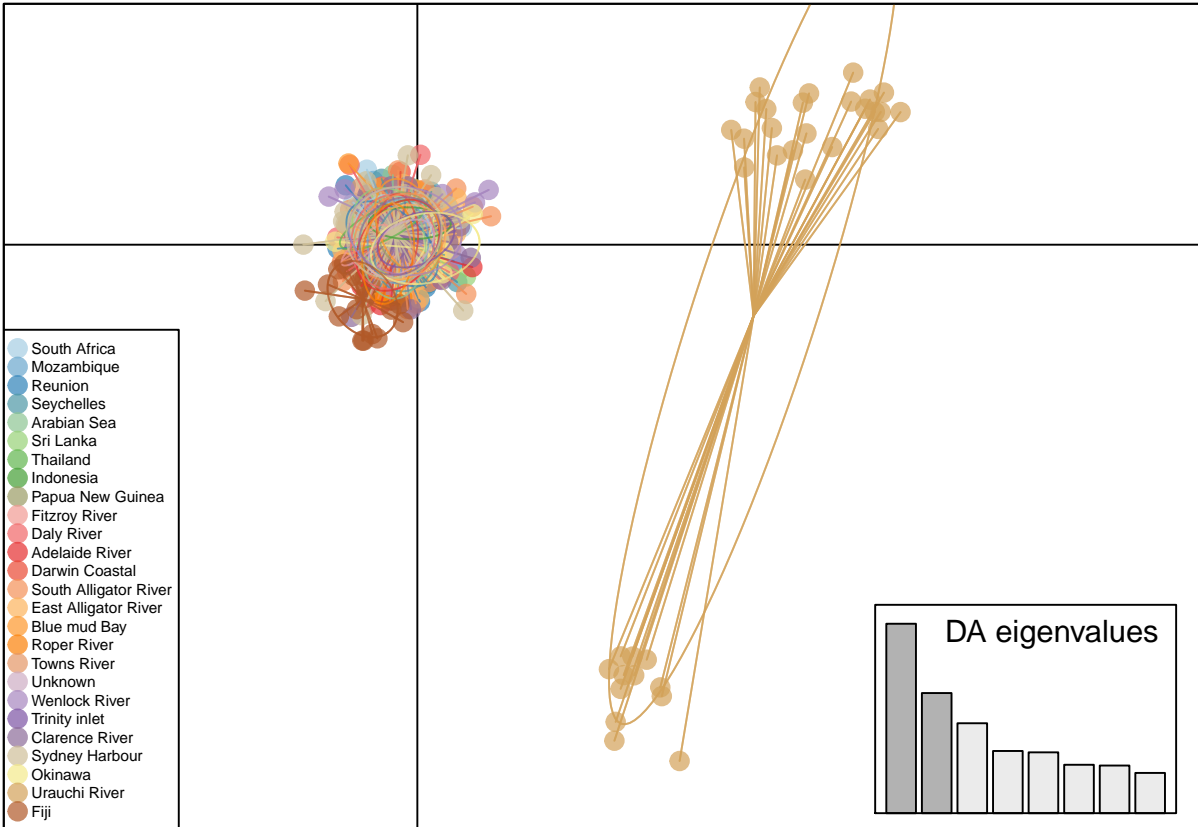 South Africa
Mozambique
Reunion
Seychelles
Arabian Sea
Sri Lanka
Thailand
Indonesia
Papua New Guinea
Fitzroy River
Daly River
Adelaide River
Darwin Coastal
South Alligator River
East Alligator River
Blue mud Bay
Roper River
Towns River
Unknown
Wenlock River
Trinity inlet
Clarence River
Sydney Harbour
Okinawa
Urauchi River
Fiji
DA eigenvalues